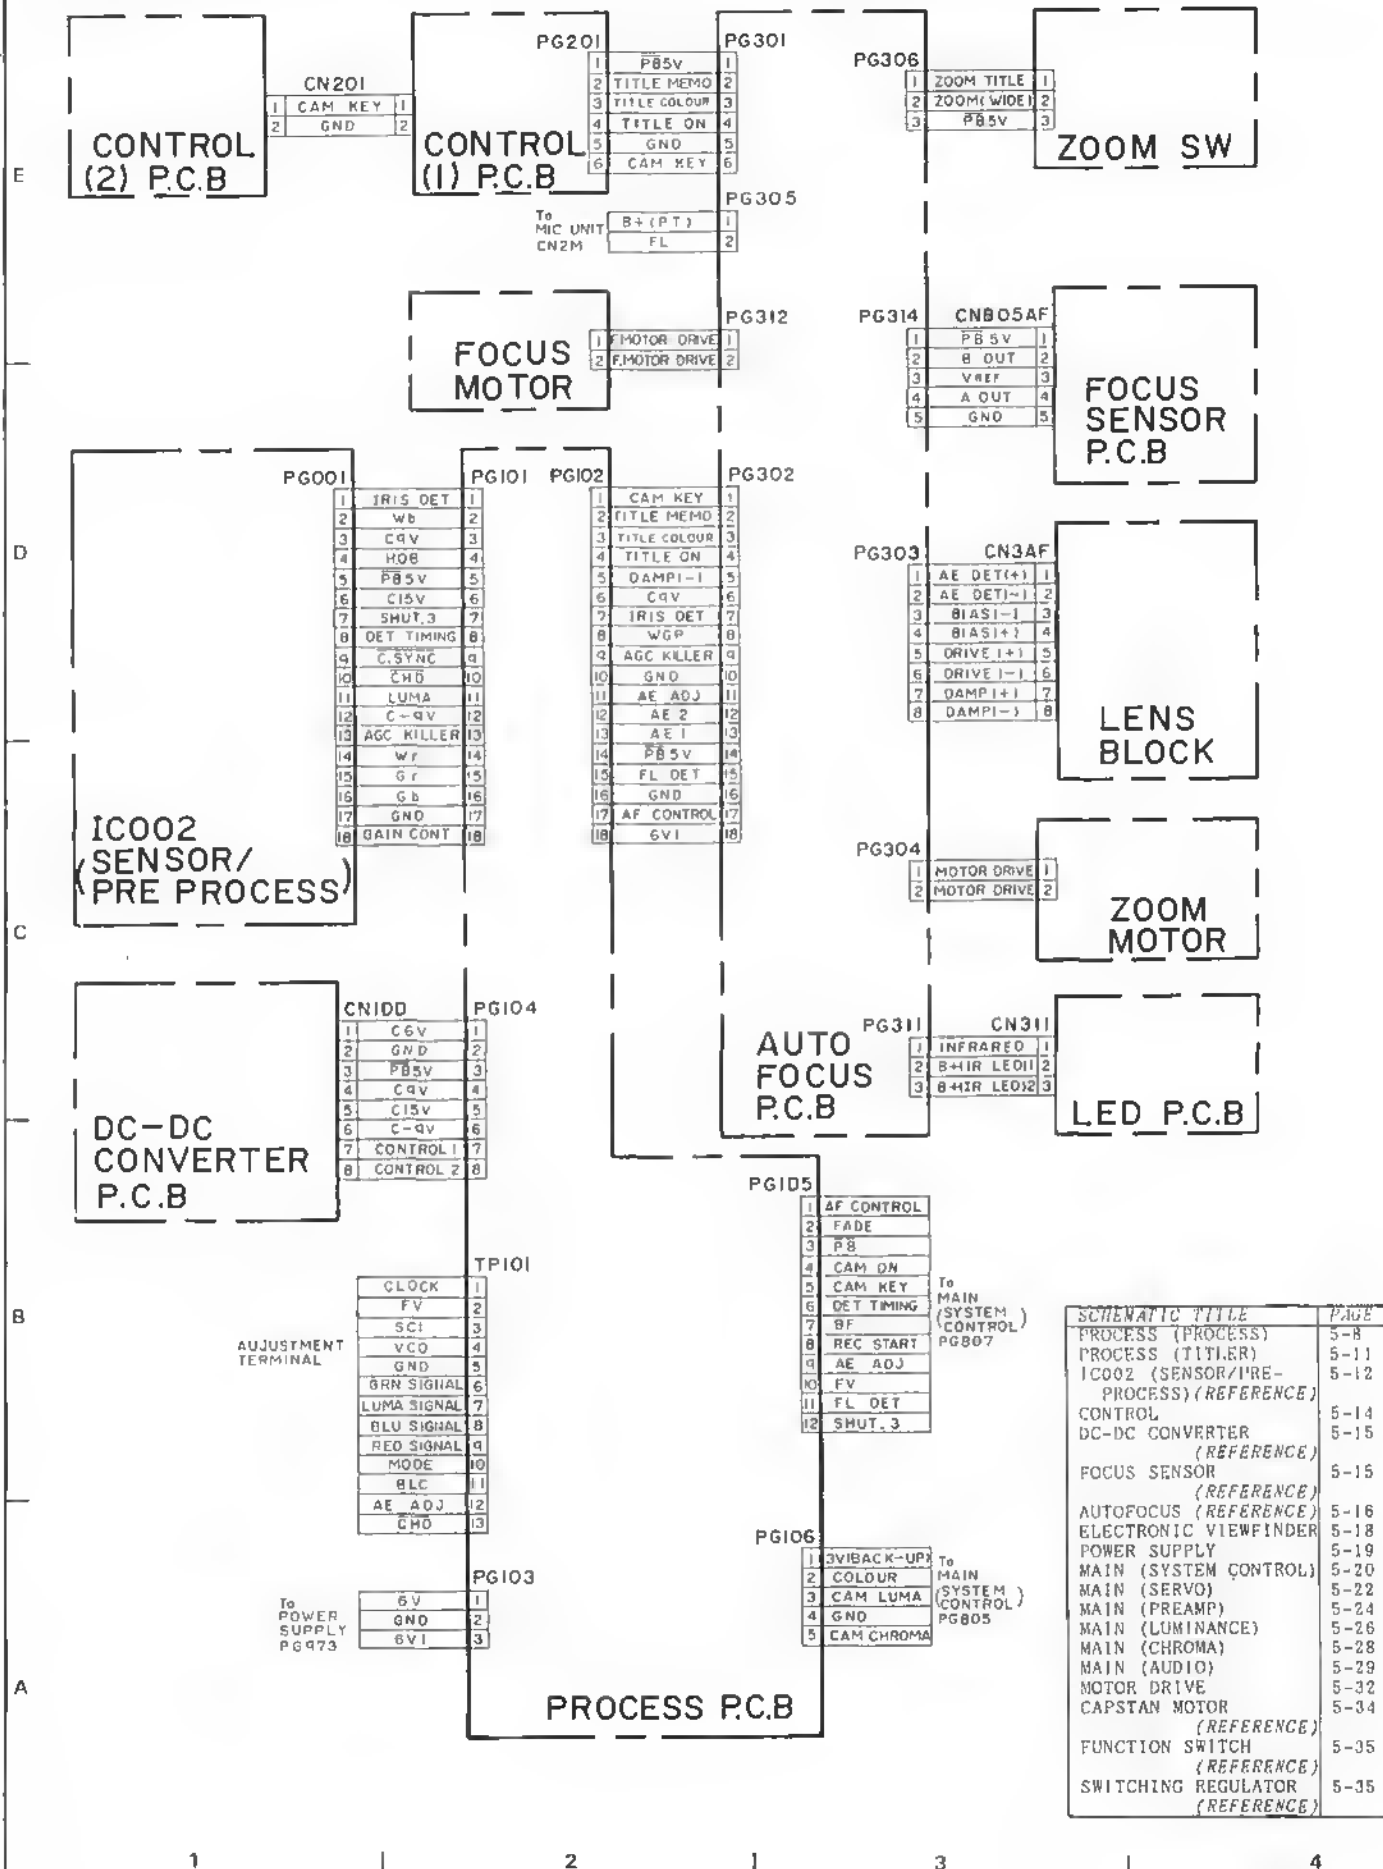 PG201
PG301
PG306
CN201
1 CAM KEY 1
2 GND 2
CONTROL
(2) P.C.B
CONTROL
(1) P.C.B
1 P̅B̅5V 1
2 TITLE MEMO 2
3 TITLE COLOUR 3
4 TITLE ON 4
5 GND 5
6 CAM KEY 6
1 ZOOM TITLE 1
2 ZOOM(WIDE) 2
3 P̅B̅5V 3
ZOOM SW
E
PG305
To
MIC UNIT
CN2M
B+(PT) 1
FL 2
PG312
FOCUS
MOTOR
1 F.MOTOR DRIVE 1
2 F.MOTOR DRIVE 2
PG314 CNB05AF
1 P̅B̅5V 1
2 B OUT 2
3 VREF 3
4 A OUT 4
5 GND 5
FOCUS
SENSOR
P.C.B
PG001 PG101
1 IRIS DET 1
2 Wb 2
3 C9V 3
4 HOB 4
5 P̅B̅5V 5
6 C15V 6
7 SHUT.3 7
8 DET TIMING 8
9 C.SYNC 9
10 C̅H̅D̅ 10
11 LUMA 11
12 C-9V 12
13 AGC KILLER 13
14 Wr 14
15 Gr 15
16 Gb 16
17 GND 17
18 GAIN CONT 18
IC002
(SENSOR/
PRE PROCESS)
PG102 PG302
1 CAM KEY 1
2 TITLE MEMO 2
3 TITLE COLOUR 3
4 TITLE ON 4
5 DAMP(-) 5
6 C9V 6
7 IRIS DET 7
8 WGP 8
9 AGC KILLER 9
10 GND 10
11 AE ADJ 11
12 AE 2 12
13 AE 1 13
14 P̅B̅5V 14
15 FL DET 15
16 GND 16
17 AF CONTROL 17
18 6V1 18
D
PG303 CN3AF
1 AE DET(+) 1
2 AE DET(-) 2
3 BIAS(-) 3
4 BIAS(+) 4
5 DRIVE(+) 5
6 DRIVE(-) 6
7 DAMP(+) 7
8 DAMP(-) 8
LENS
BLOCK
PG304
1 MOTOR DRIVE 1
2 MOTOR DRIVE 2
ZOOM
MOTOR
C
CN1DD PG104
1 C6V 1
2 GND 2
3 P̅B̅5V 3
4 C9V 4
5 C15V 5
6 C-9V 6
7 CONTROL 1 7
8 CONTROL 2 8
DC-DC
CONVERTER
P.C.B
AUTO
FOCUS
P.C.B
PG311 CN311
1 INFRARED 1
2 B+(IR LED)1 2
3 B+(IR LED)2 3
LED P.C.B
PG105
1 AF CONTROL
2 FADE
3 P̅B̅
4 CAM ON
5 CAM KEY
6 DET TIMING
7 BF
8 REC START
9 AE ADJ
10 FV
11 FL DET
12 SHUT.3
To
MAIN
(SYSTEM
CONTROL)
PG807
B
TP101
AUJUSTMENT
TERMINAL
CLOCK 1
FV 2
SCI 3
VCO 4
GND 5
GRN SIGNAL 6
LUMA SIGNAL 7
BLU SIGNAL 8
RED SIGNAL 9
MODE 10
BLC 11
AE ADJ 12
C̅H̅D̅ 13
PG106
1 3V(BACK-UP)
2 COLOUR
3 CAM LUMA
4 GND
5 CAM CHROMA
To
MAIN
(SYSTEM
CONTROL)
PG805
PG103
To
POWER
SUPPLY
PG973
6V 1
GND 2
6V1 3
A
PROCESS P.C.B
SCHEMATIC TITLE PAGE
PROCESS (PROCESS) 5-8
PROCESS (TITLER) 5-11
IC002 (SENSOR/PRE- 5-12
PROCESS)(REFERENCE)
CONTROL 5-14
DC-DC CONVERTER 5-15
(REFERENCE)
FOCUS SENSOR 5-15
(REFERENCE)
AUTOFOCUS (REFERENCE) 5-16
ELECTRONIC VIEWFINDER 5-18
POWER SUPPLY 5-19
MAIN (SYSTEM CONTROL) 5-20
MAIN (SERVO) 5-22
MAIN (PREAMP) 5-24
MAIN (LUMINANCE) 5-26
MAIN (CHROMA) 5-28
MAIN (AUDIO) 5-29
MOTOR DRIVE 5-32
CAPSTAN MOTOR 5-34
(REFERENCE)
FUNCTION SWITCH 5-35
(REFERENCE)
SWITCHING REGULATOR 5-35
(REFERENCE)
1 2 3 4